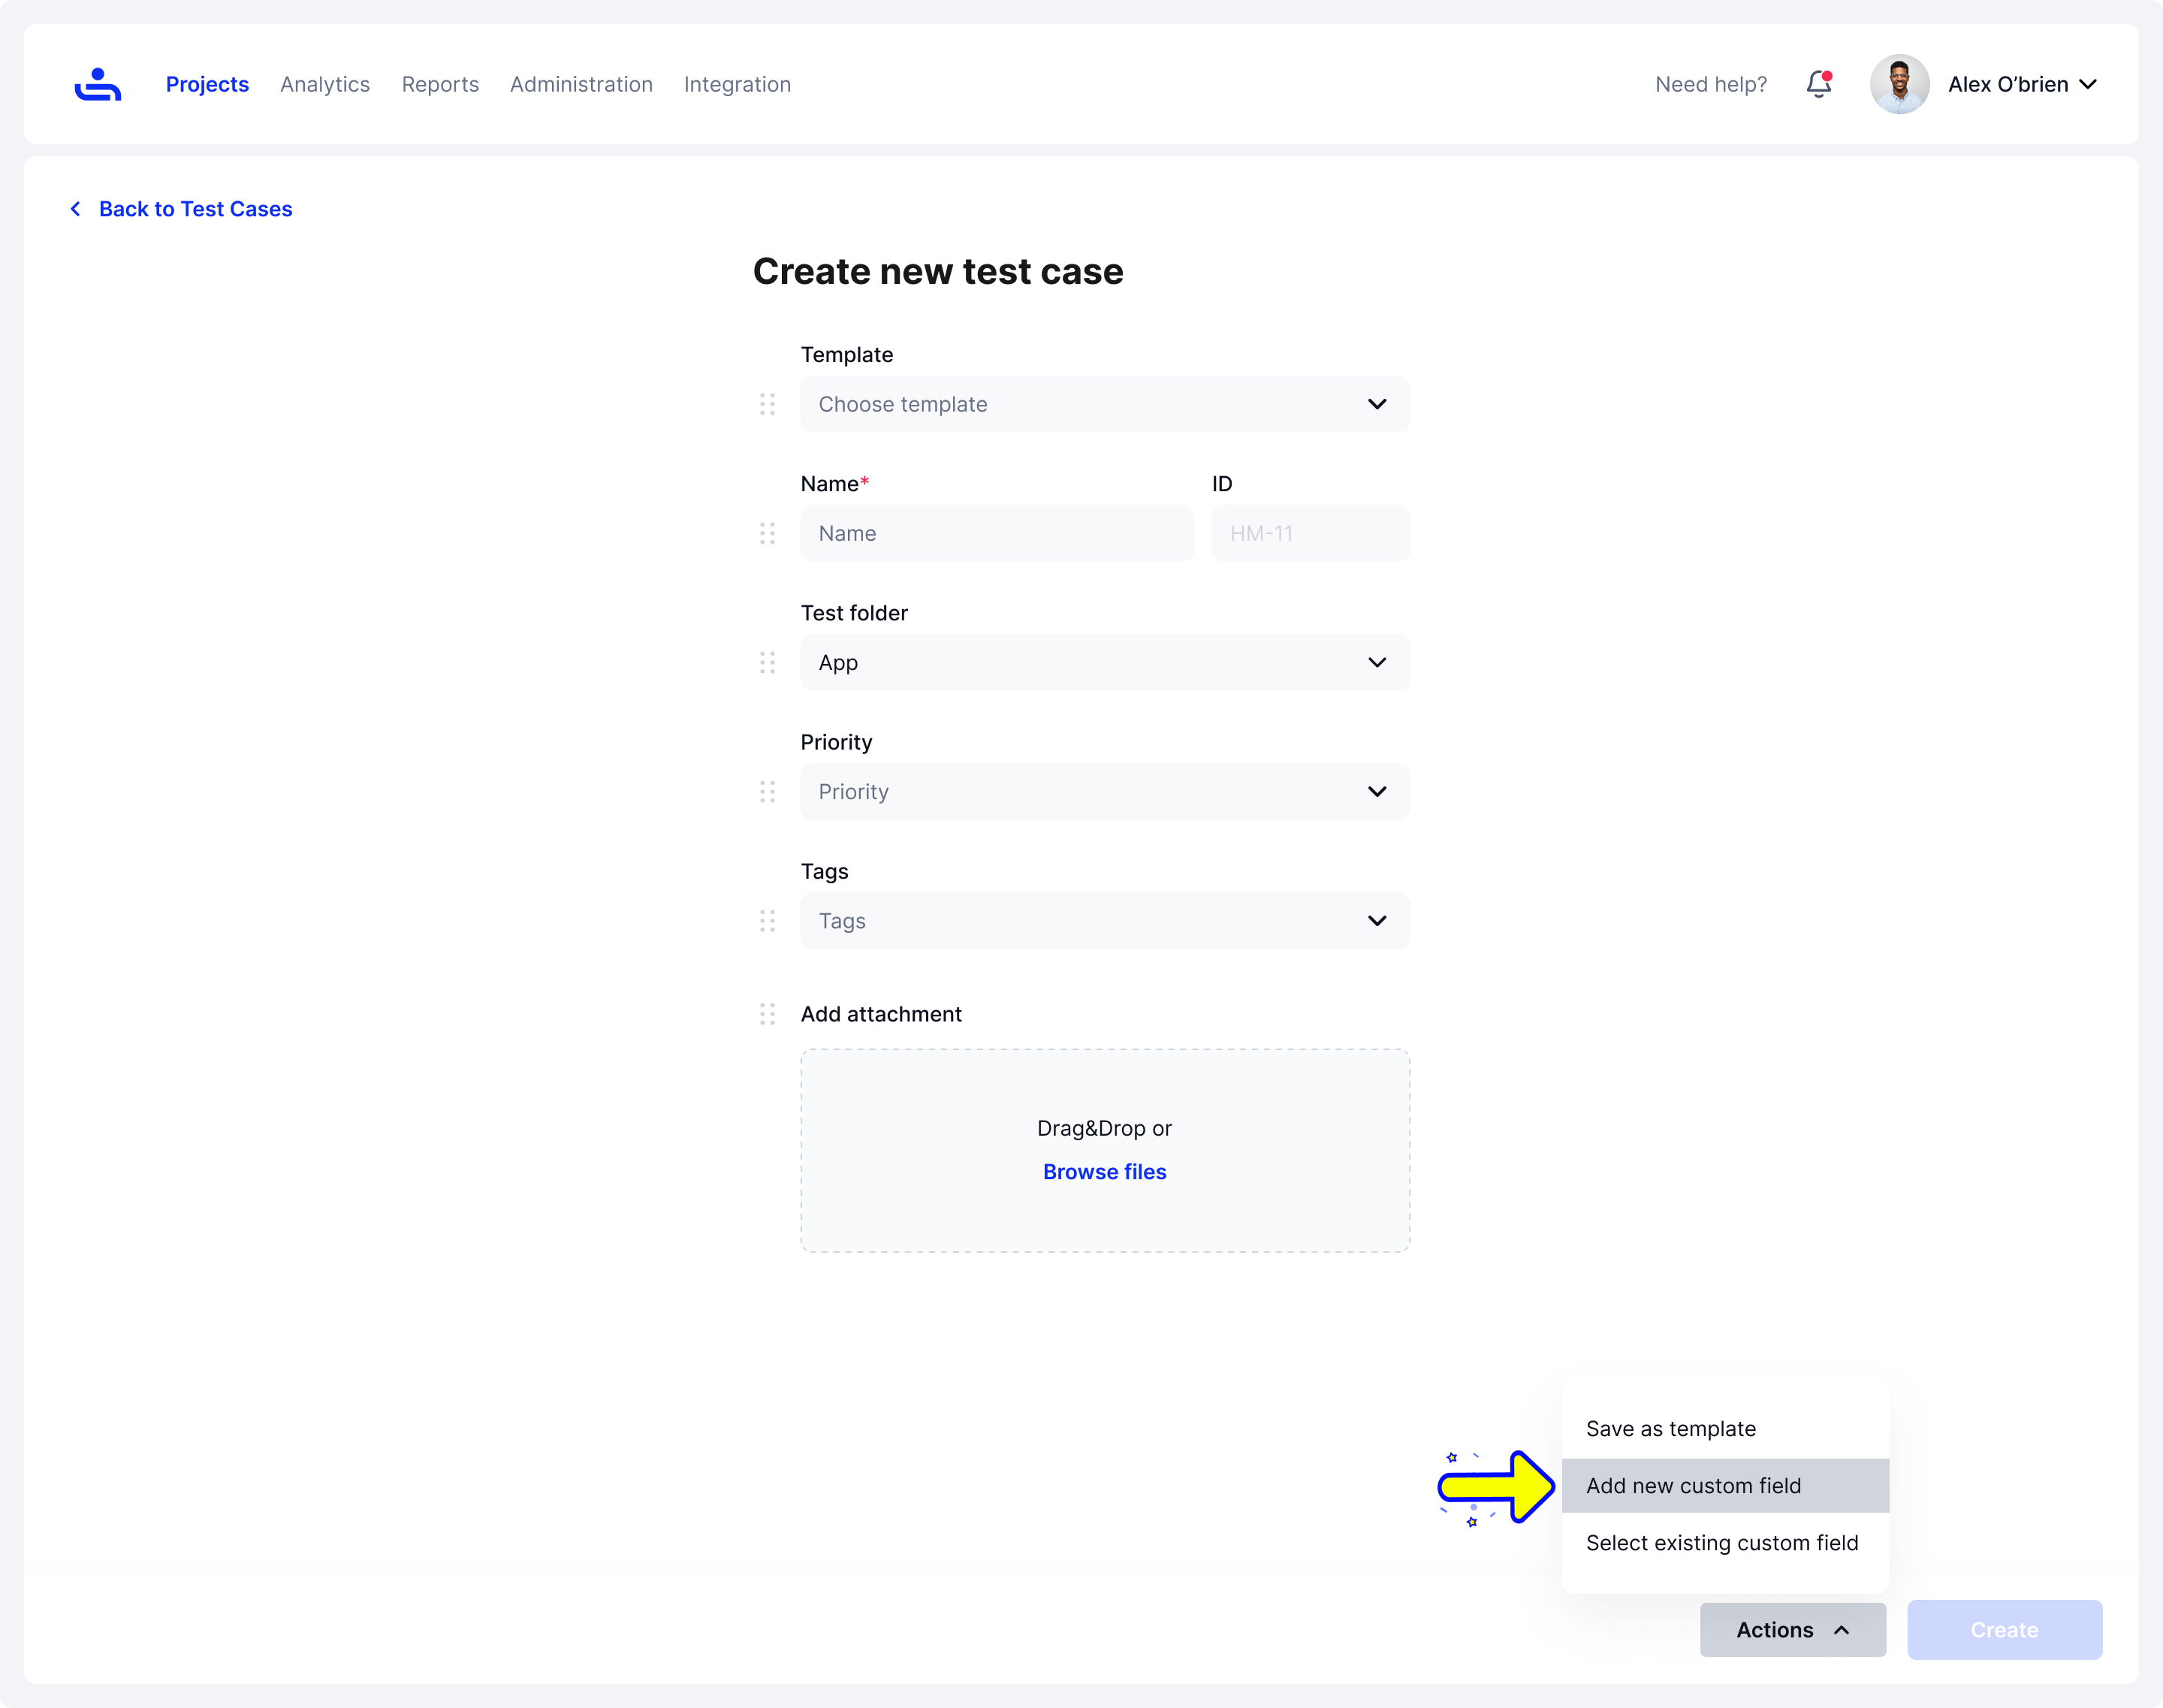 Projects
Analytics
Reports
Administration
Integration
Need help?
Alex O’brien
Back to Test Cases
Create new test case
Template
Choose template
Name*
ID
Name
HM-11
Test folder
App
Priority
Priority
Tags
Tags
Add attachment
Drag&Drop or
Browse files
Save as template
Add new custom field
Select existing custom field
Actions
Create